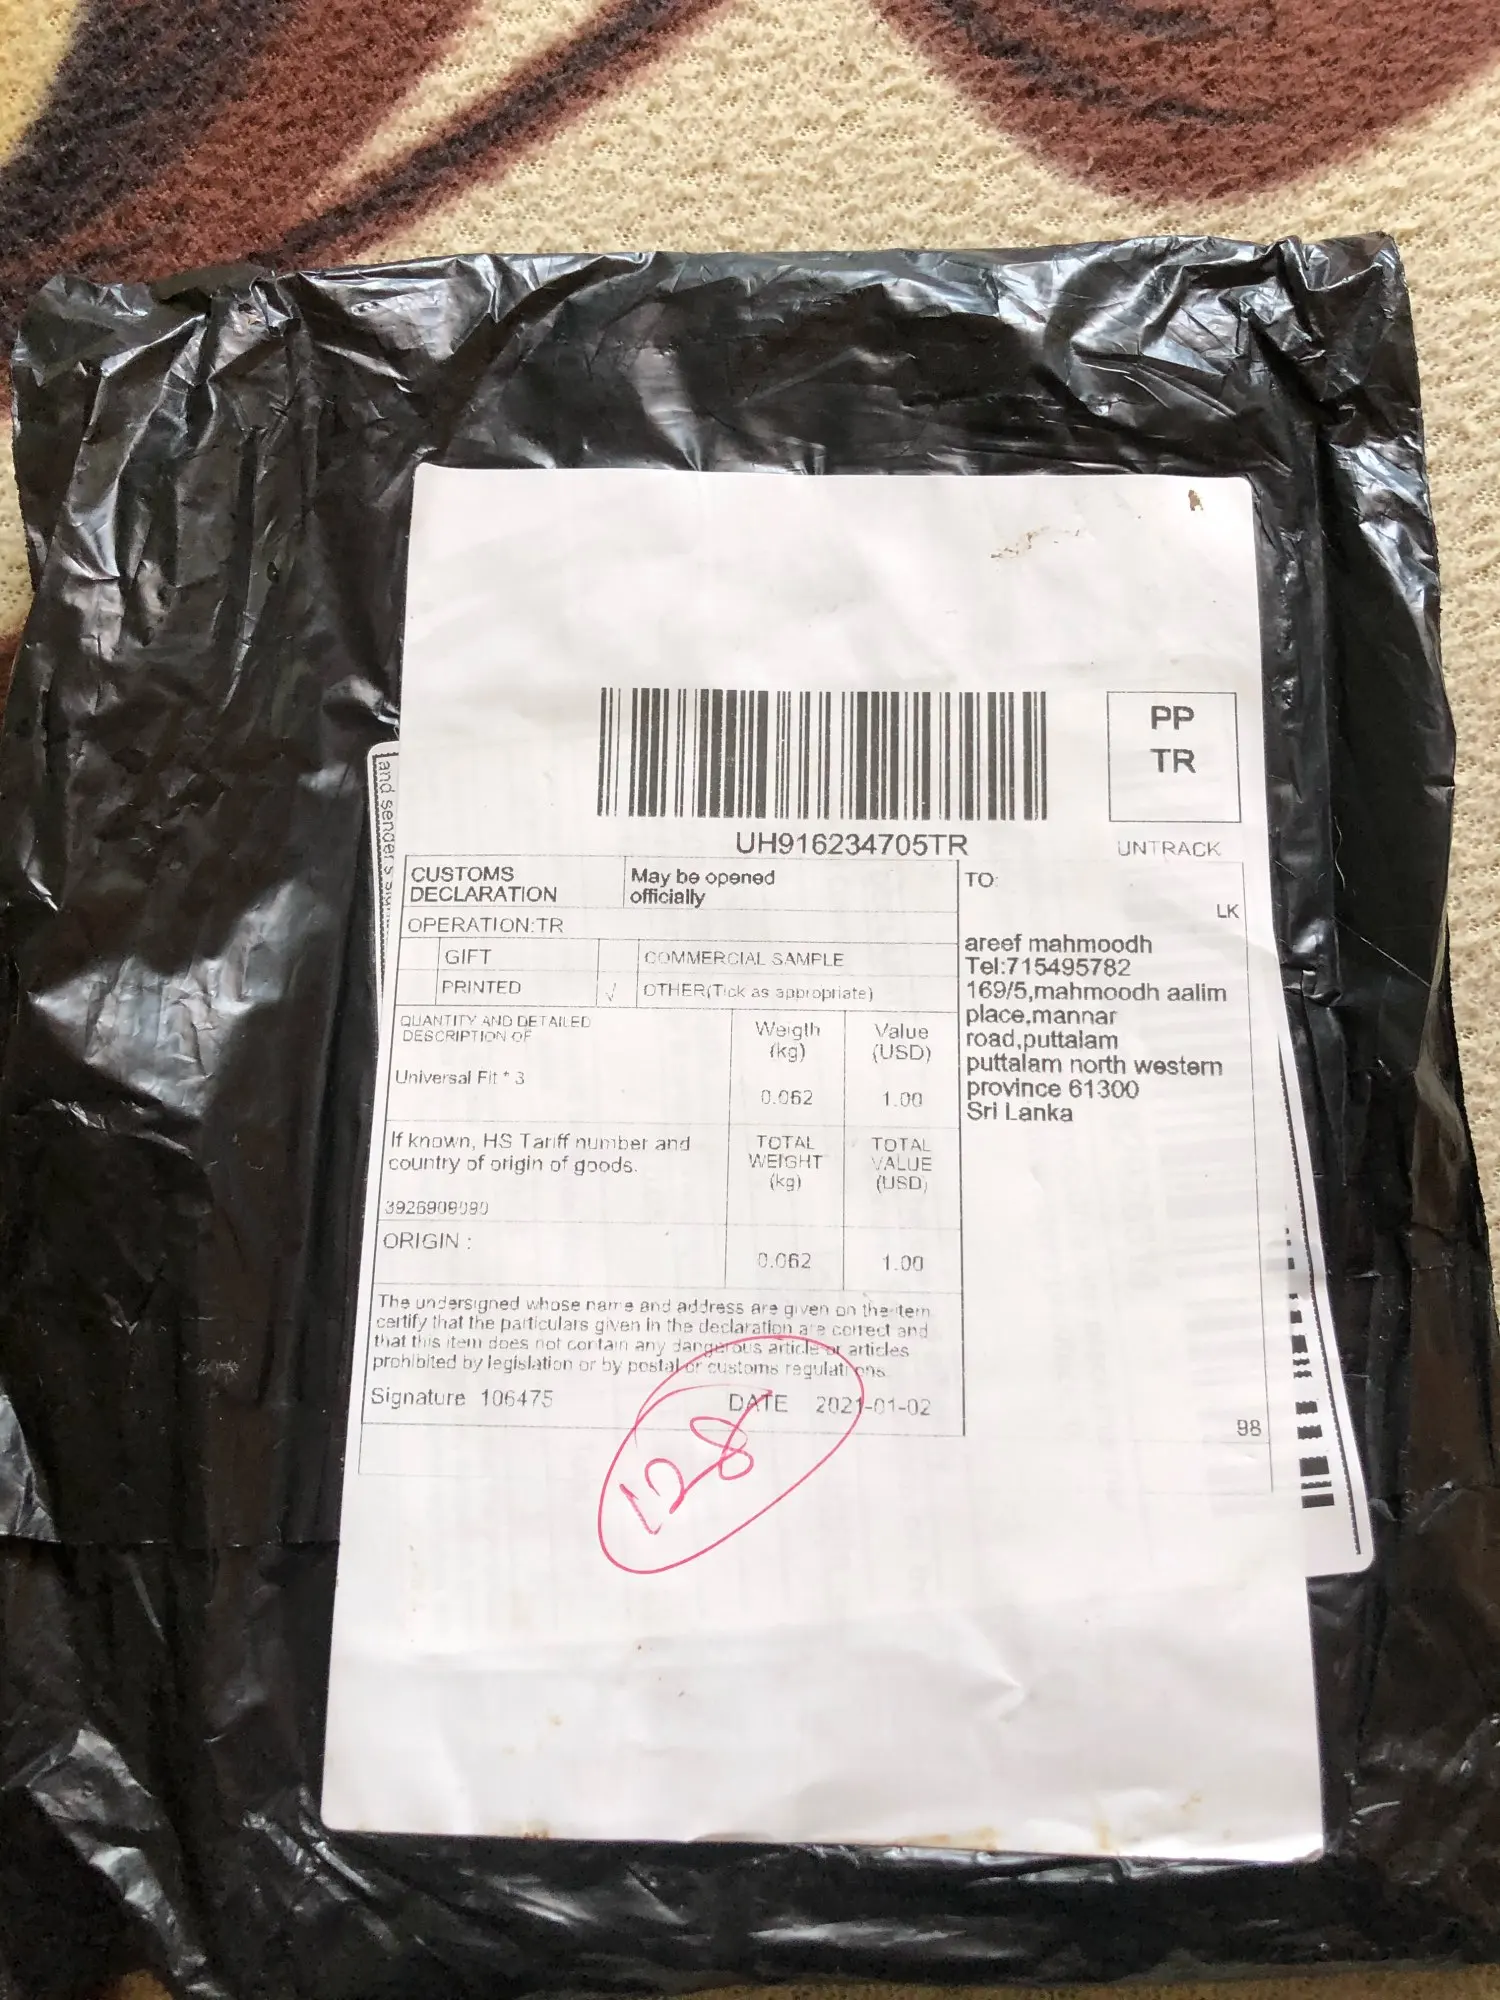 PP
TR
UH916234705TR
UNTRACK
CUSTOMS
DECLARATION
May be opened
officially
OPERATION:TR
GIFT
COMMERCIAL SAMPLE
PRINTED
√
OTHER(Tick as appropriate)
QUANTITY AND DETAILED
DESCRIPTION OF
Weigth
(kg)
Value
(USD)
Universal Fit * 3
0.062
1.00
If known, HS Tariff number and
country of origin of goods.
TOTAL
WEIGHT
(kg)
TOTAL
VALUE
(USD)
3926909090
ORIGIN :
0.062
1.00
The undersigned whose name and address are given on the item
certify that the particulars given in the declaration are correct and
that this item does not contain any dangerous article or articles
prohibited by legislation or by postal or customs regulations
Signature 106475
DATE 2021-01-02
128
TO:
LK
areef mahmoodh
Tel:715495782
169/5,mahmoodh aalim
place,mannar
road,puttalam
puttalam north western
province 61300
Sri Lanka
98
and sender's